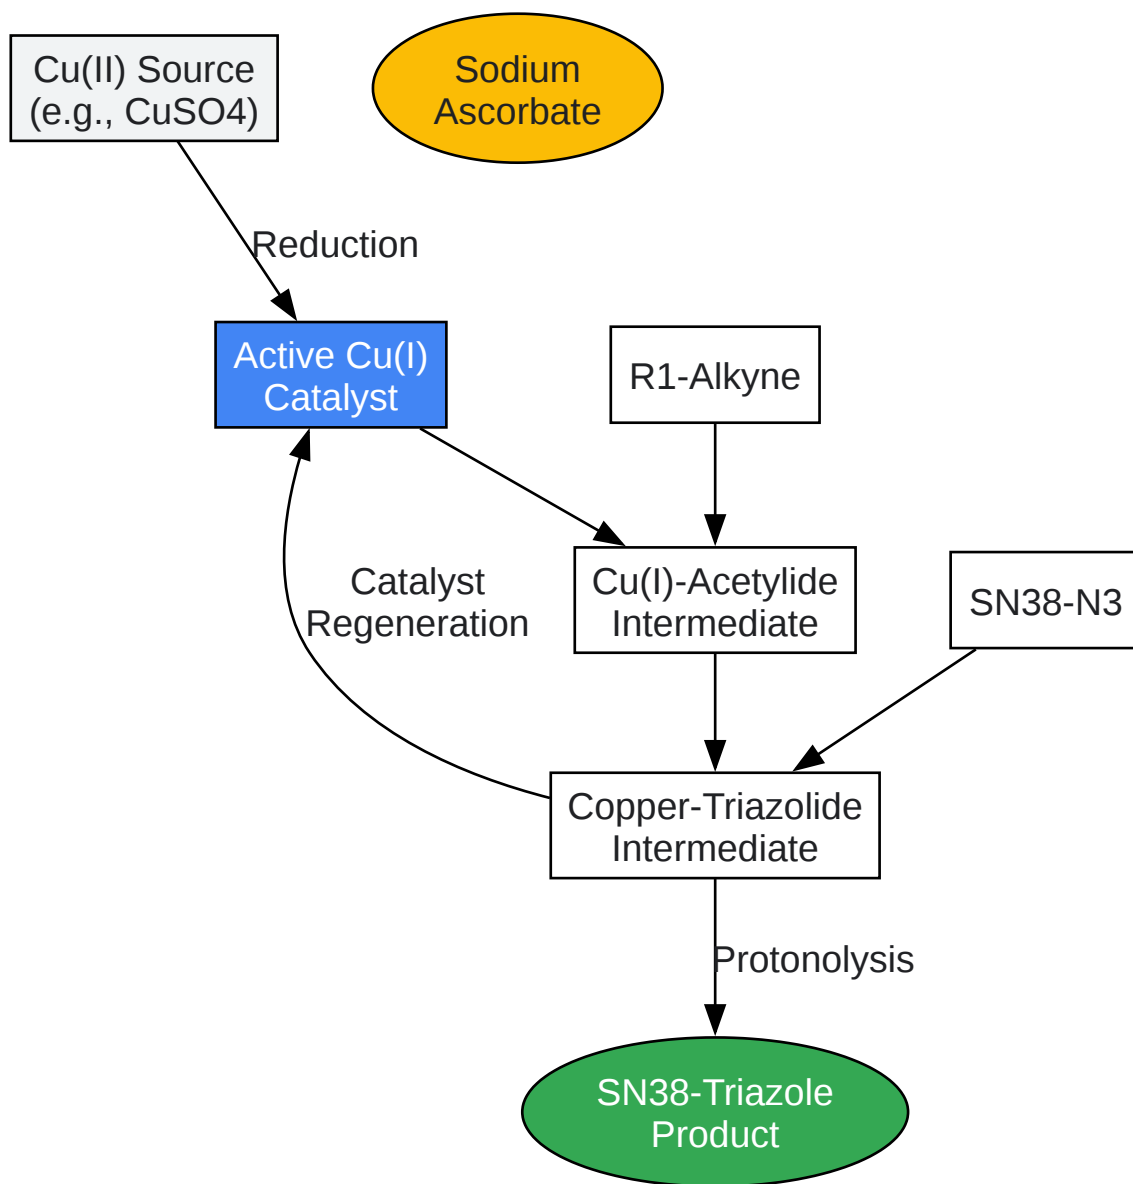 Cu(II) Source
(e.g., CuSO4)
Sodium
Ascorbate
Reduction
Active Cu(I)
Catalyst
R1-Alkyne
Catalyst
Regeneration
Cu(I)-Acetylide
Intermediate
SN38-N3
Copper-Triazolide
Intermediate
Protonolysis
SN38-Triazole
Product